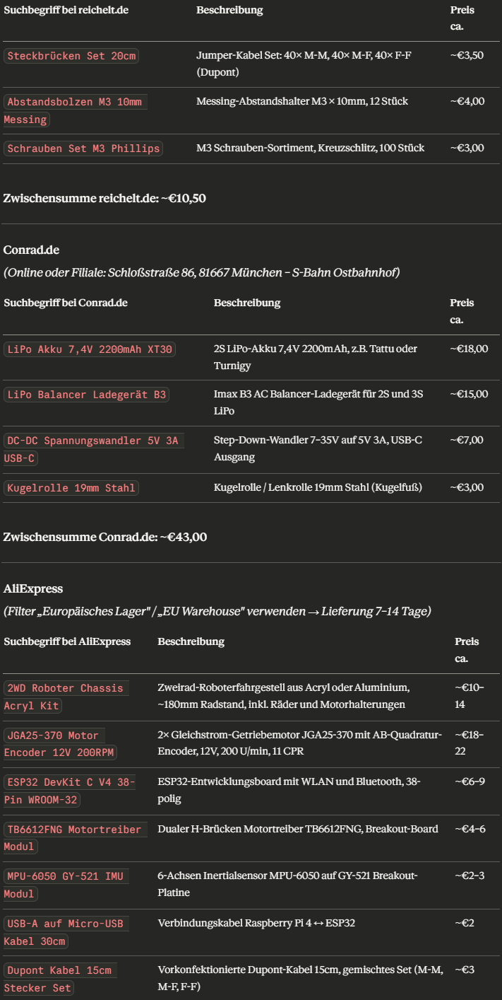 Suchbegriff bei reichelt.de Beschreibung Preis
ca.
Steckbrücken Set 20cm Jumper-Kabel Set: 40× M-M, 40× M-F, 40× F-F ~€3,50
(Dupont)
Abstandsbolzen M3 10mm Messing-Abstandshalter M3 × 10mm, 12 Stück ~€4,00
Messing
Schrauben Set M3 Phillips M3 Schrauben-Sortiment, Kreuzschlitz, 100 Stück ~€3,00
Zwischensumme reichelt.de: ~€10,50
Conrad.de
(Online oder Filiale: Schloßstraße 86, 81667 München – S-Bahn Ostbahnhof)
Suchbegriff bei Conrad.de Beschreibung Preis
ca.
LiPo Akku 7,4V 2200mAh XT30 2S LiPo-Akku 7,4V 2200mAh, z.B. Tattu oder ~€18,00
Turnigy
LiPo Balancer Ladegerät B3 Imax B3 AC Balancer-Ladegerät für 2S und 3S ~€15,00
LiPo
DC-DC Spannungswandler 5V 3A Step-Down-Wandler 7–35V auf 5V 3A, USB-C ~€7,00
USB-C Ausgang
Kugelrolle 19mm Stahl Kugelrolle / Lenkrolle 19mm Stahl (Kugelfuß) ~€3,00
Zwischensumme Conrad.de: ~€43,00
AliExpress
(Filter „Europäisches Lager" / „EU Warehouse" verwenden → Lieferung 7–14 Tage)
Suchbegriff bei AliExpress Beschreibung Preis
ca.
2WD Roboter Chassis Zweirad-Roboterfahrgestell aus Acryl oder Aluminium, ~€10–
Acryl Kit ~180mm Radstand, inkl. Räder und Motorhalterungen 14
JGA25-370 Motor 2× Gleichstrom-Getriebemotor JGA25-370 mit AB-Quadratur- ~€18–
Encoder 12V 200RPM Encoder, 12V, 200 U/min, 11 CPR 22
ESP32 DevKit C V4 38- ESP32-Entwicklungsboard mit WLAN und Bluetooth, 38- ~€6–9
Pin WROOM-32 polig
TB6612FNG Motortreiber Dualer H-Brücken Motortreiber TB6612FNG, Breakout-Board ~€4–6
Modul
MPU-6050 GY-521 IMU 6-Achsen Inertialsensor MPU-6050 auf GY-521 Breakout- ~€2–3
Modul Platine
USB-A auf Micro-USB Verbindungskabel Raspberry Pi 4 ↔ ESP32 ~€2
Kabel 30cm
Dupont Kabel 15cm Vorkonfektionierte Dupont-Kabel 15cm, gemischtes Set (M-M, ~€3
Stecker Set M-F, F-F)